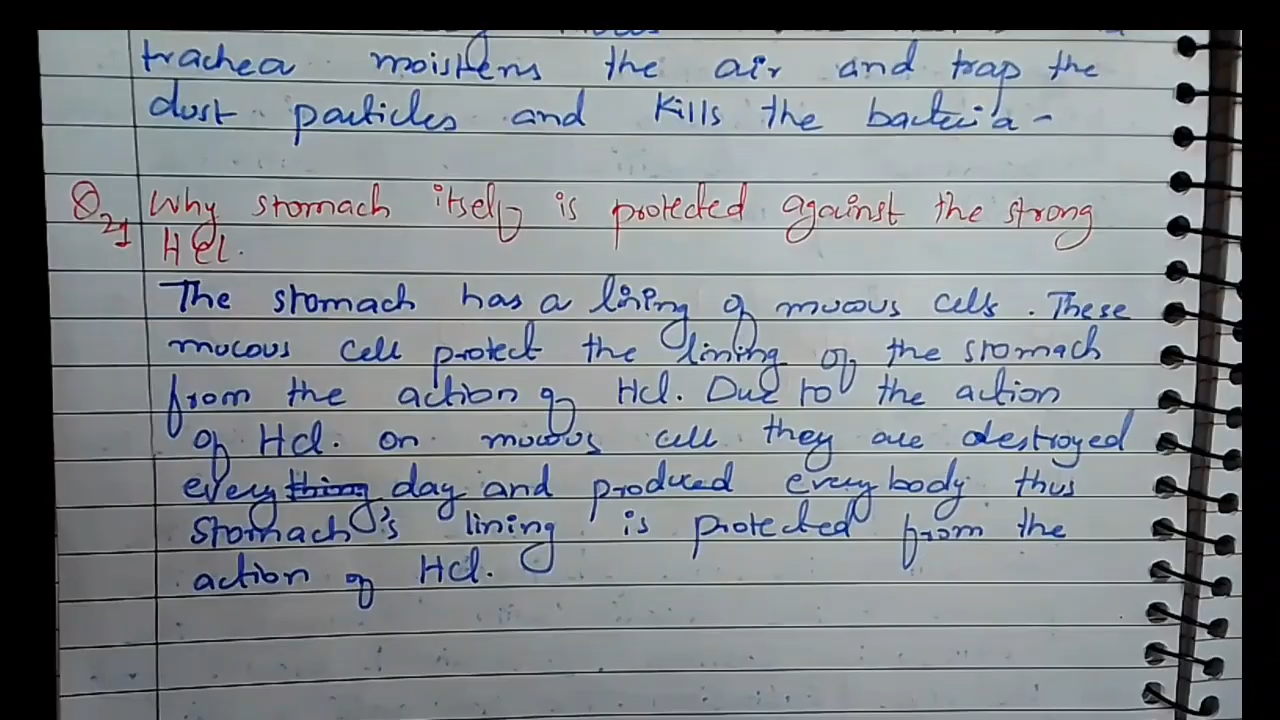 trachea moistens the air and trap the
dust particles and kills the bacteria -
Q21 Why stomach itself is protected against the strong
HCl.
The stomach has a lining of mucous cells. These
mucous cell protect the lining of the stomach
from the action of Hcl. Due to the action
of Hcl. on mucous cell they are destroyed
every thing day and produced everybody thus
stomach's lining is protected from the
action of Hcl.